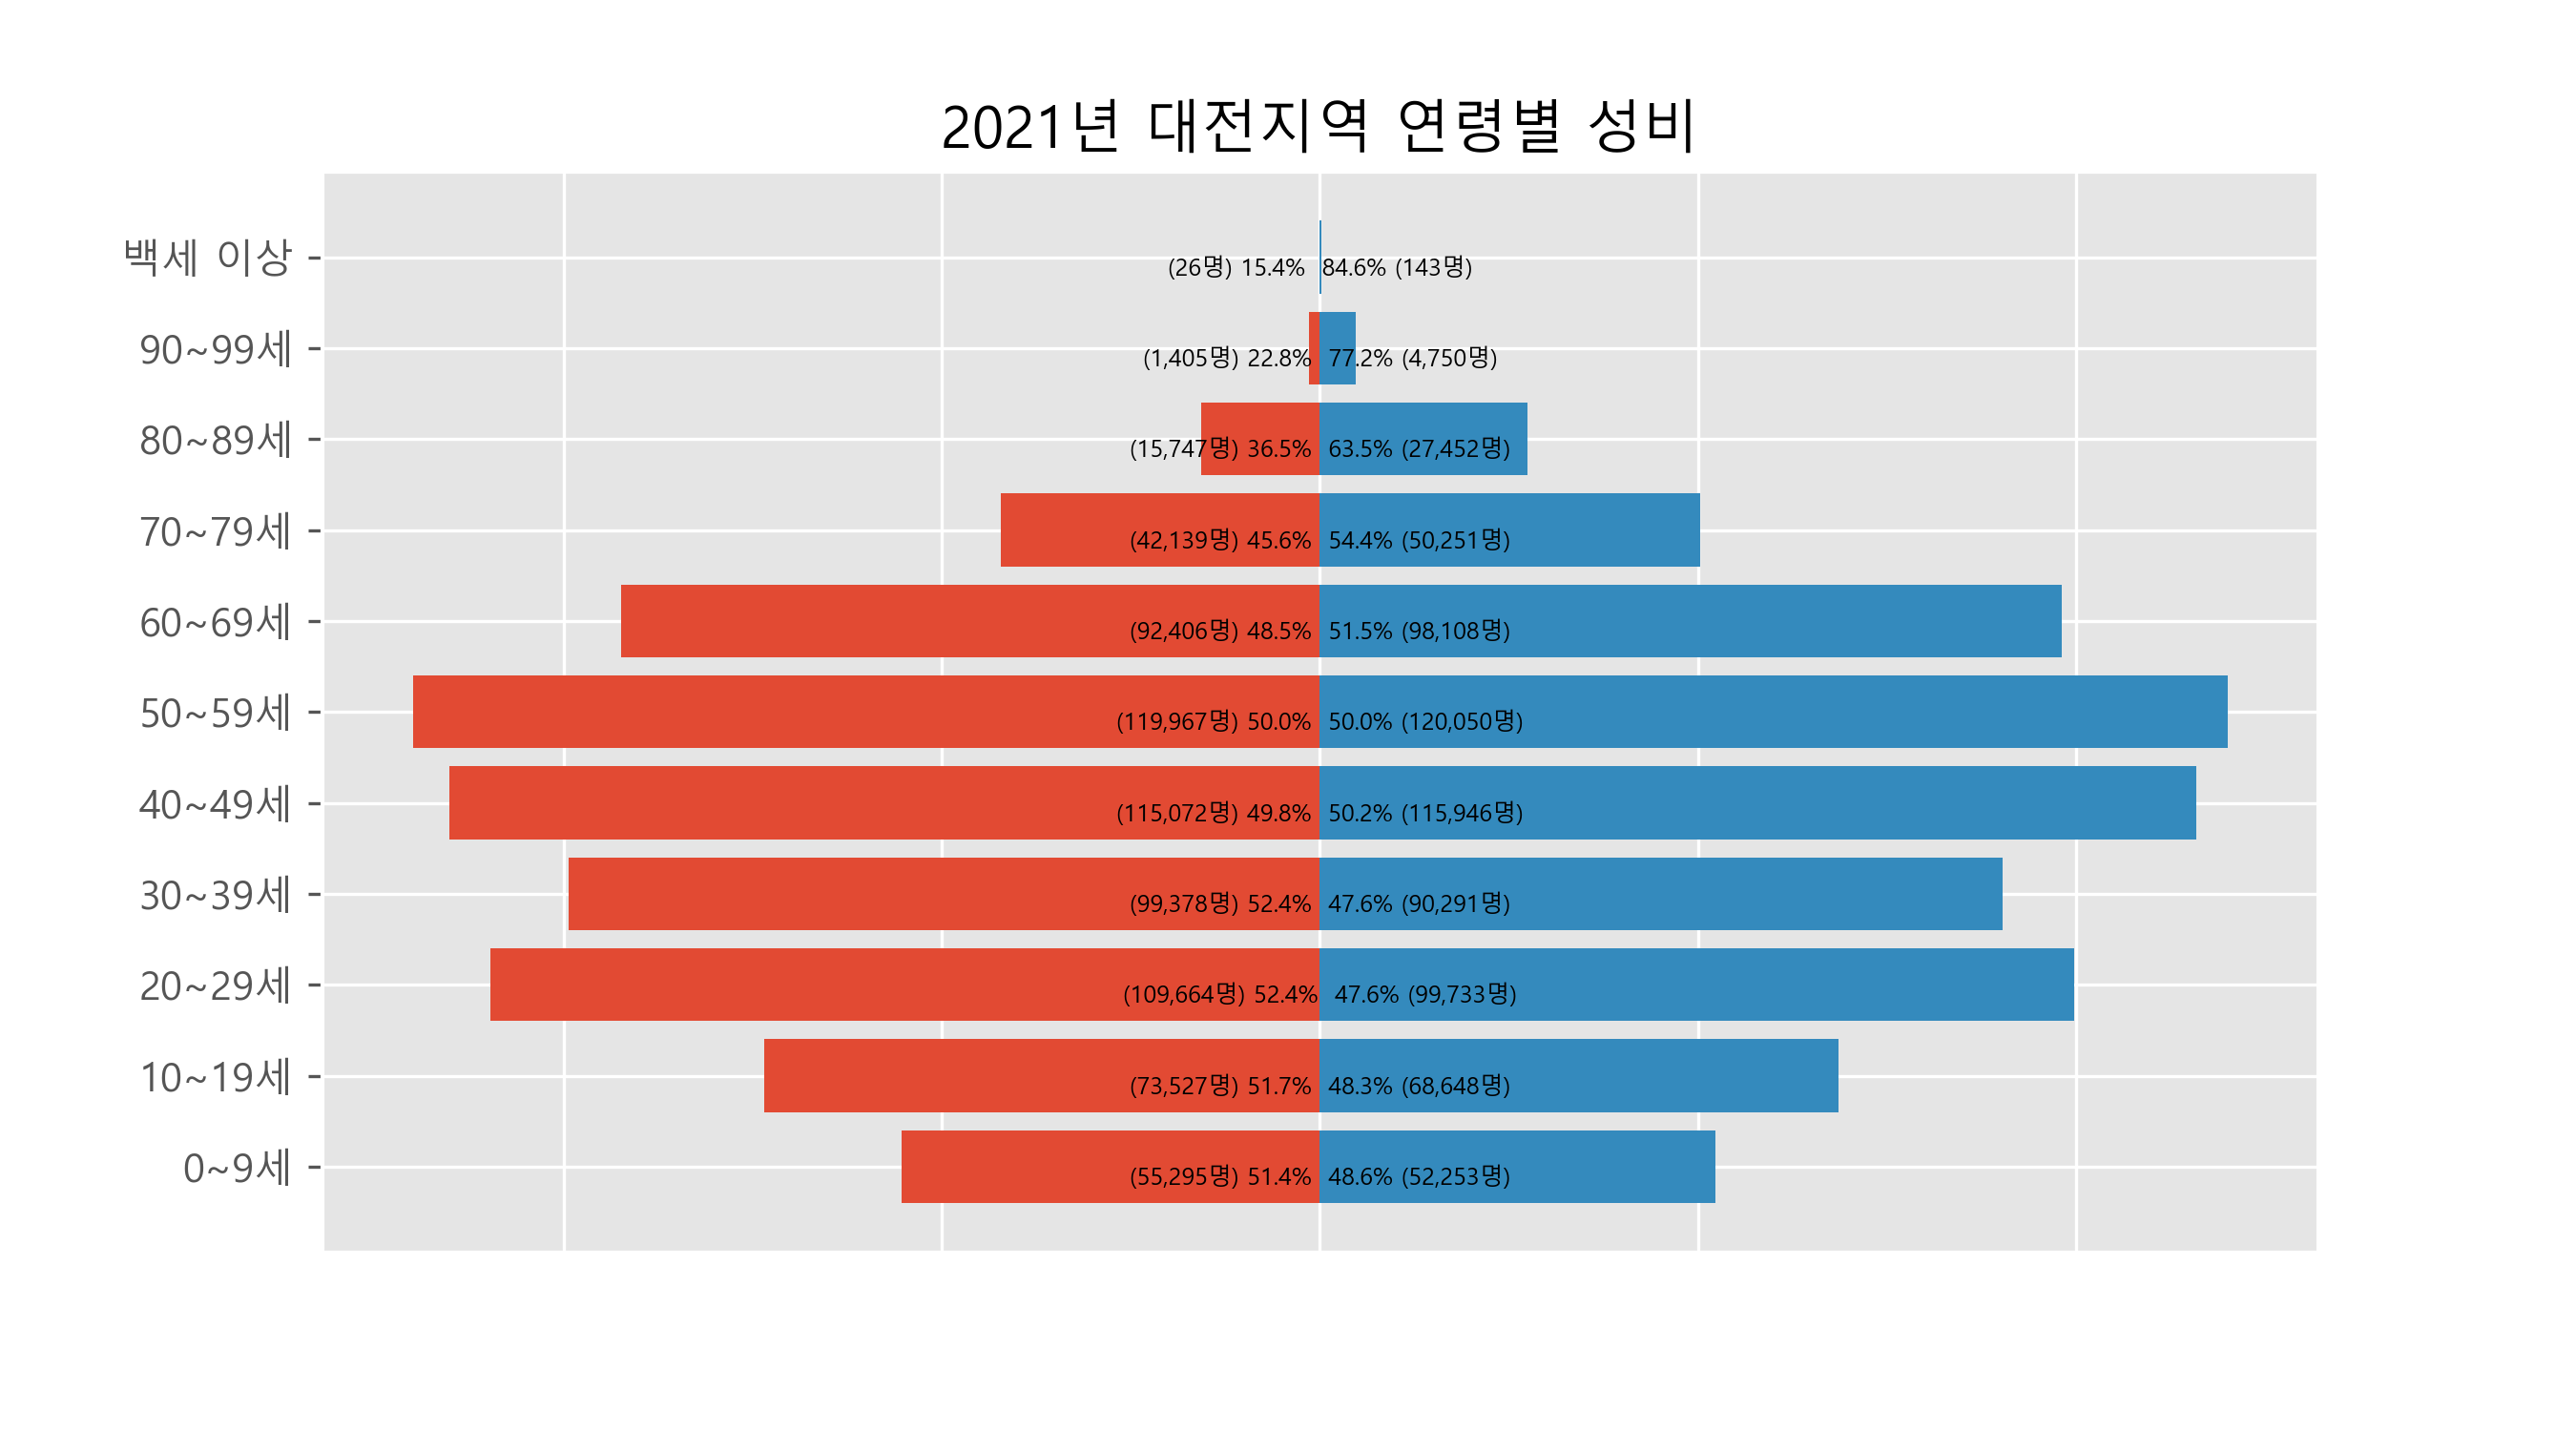 2021년 대전지역 연령별 성비
백세 이상 (26명) 15.4% 84.6% (143명)
90~99세 (1,405명) 22.8% 77.2% (4,750명)
80~89세 (15,747명) 36.5% 63.5% (27,452명)
70~79세 (42,139명) 45.6% 54.4% (50,251명)
60~69세 (92,406명) 48.5% 51.5% (98,108명)
50~59세 (119,967명) 50.0% 50.0% (120,050명)
40~49세 (115,072명) 49.8% 50.2% (115,946명)
30~39세 (99,378명) 52.4% 47.6% (90,291명)
20~29세 (109,664명) 52.4% 47.6% (99,733명)
10~19세 (73,527명) 51.7% 48.3% (68,648명)
0~9세 (55,295명) 51.4% 48.6% (52,253명)